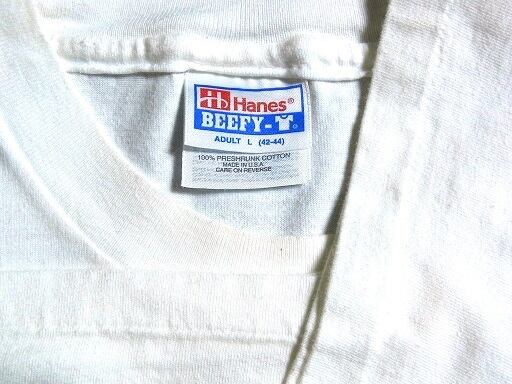 Hanes®
BEEFY-T®
ADULT L (42-44)
100% PRESHRUNK COTTON
MADE IN U.S.A.
CARE ON REVERSE